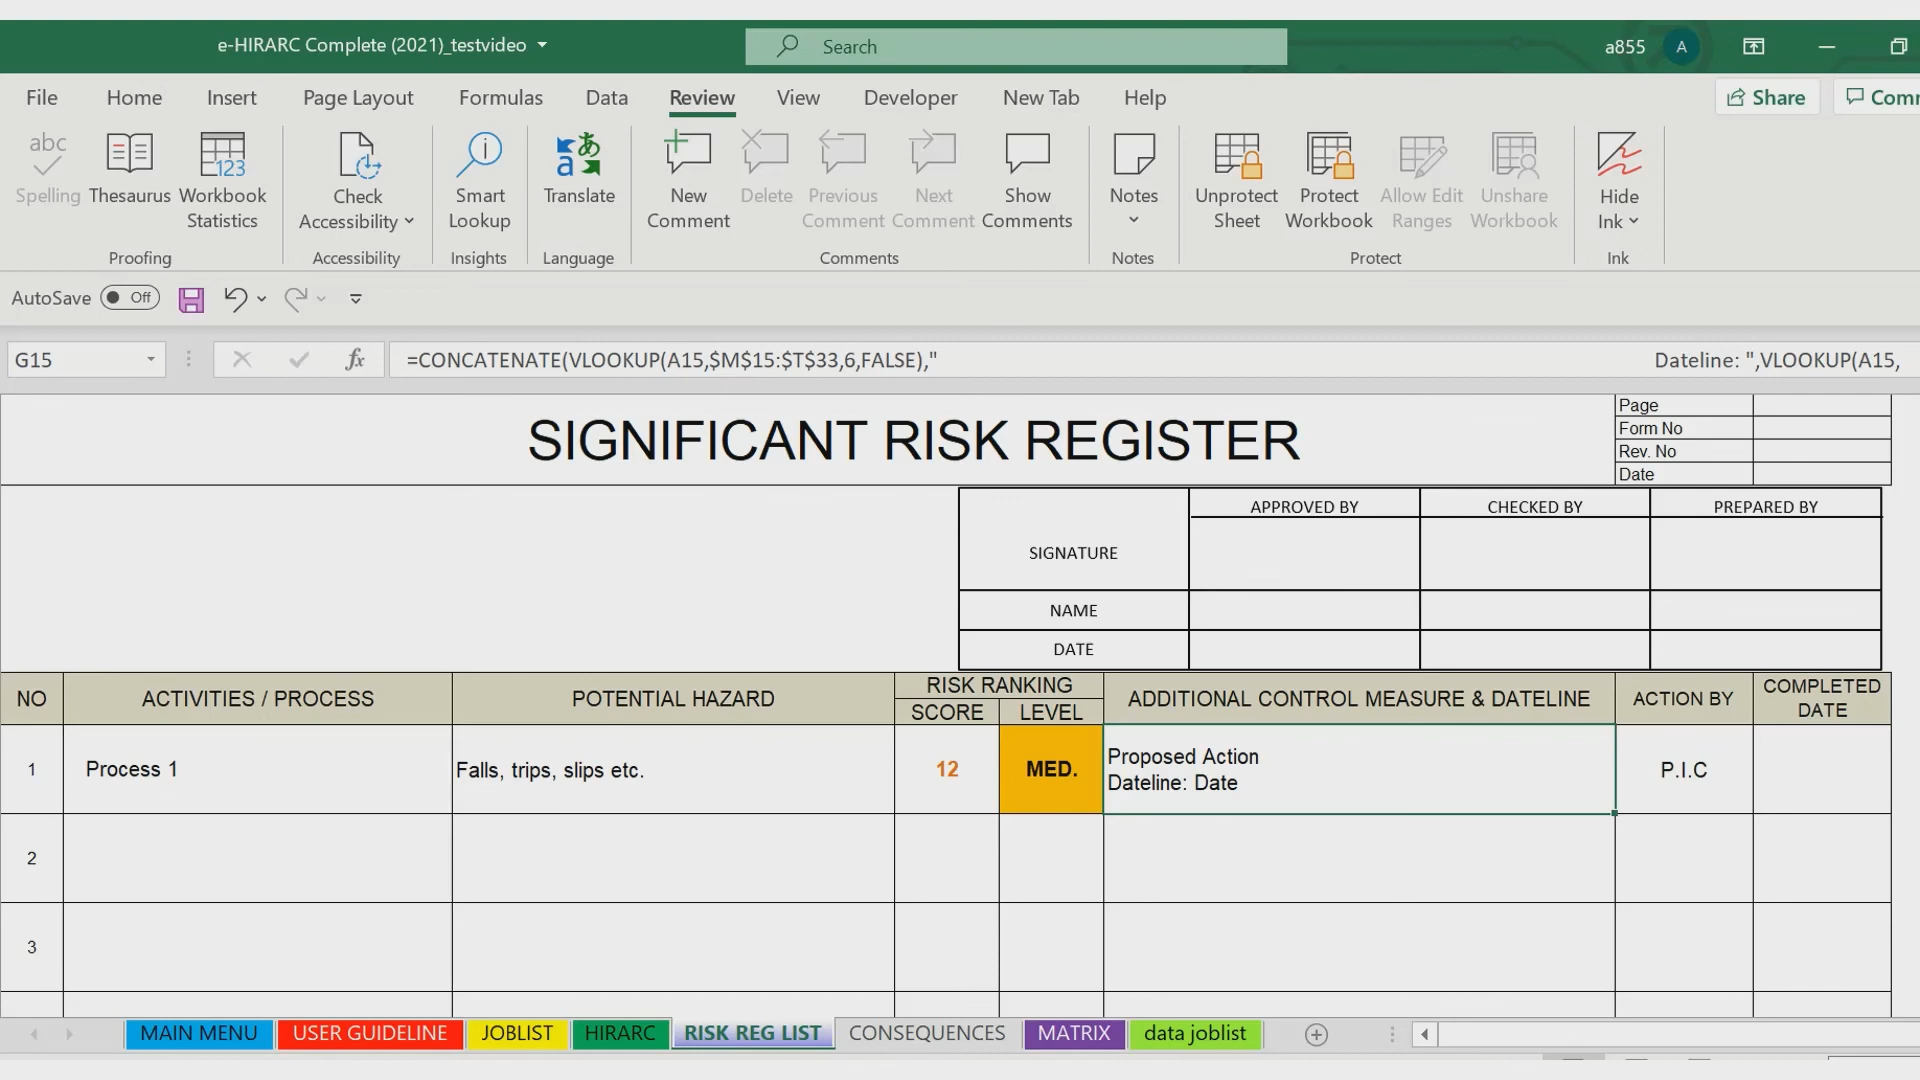 e-HIRARC Complete (2021)_testvideo
Search
a855
A
File Home Insert Page Layout Formulas Data Review View Developer New Tab Help
Share
abc
Spelling
Thesaurus
123
Workbook
Statistics
Check
Accessibility
Smart
Lookup
a あ
Translate
New
Comment
Delete
Previous
Comment
Next
Comment
Show
Comments
Notes
Unprotect
Sheet
Protect
Workbook
Allow Edit
Ranges
Unshare
Workbook
Hide
Ink
Proofing Accessibility Insights Language Comments Notes Protect Ink
AutoSave Off
G15 fx =CONCATENATE(VLOOKUP(A15,$M$15:$T$33,6,FALSE)," Dateline: ",VLOOKUP(A15,
SIGNIFICANT RISK REGISTER
Page
Form No
Rev. No
Date
APPROVED BY CHECKED BY PREPARED BY
SIGNATURE
NAME
DATE
NO
ACTIVITIES / PROCESS
POTENTIAL HAZARD
RISK RANKING
SCORE LEVEL
ADDITIONAL CONTROL MEASURE & DATELINE
ACTION BY
COMPLETED
DATE
1
Process 1
Falls, trips, slips etc.
12
MED.
Proposed Action
Dateline: Date
P.I.C
2
3
MAIN MENU USER GUIDELINE JOBLIST HIRARC RISK REG LIST CONSEQUENCES MATRIX data joblist